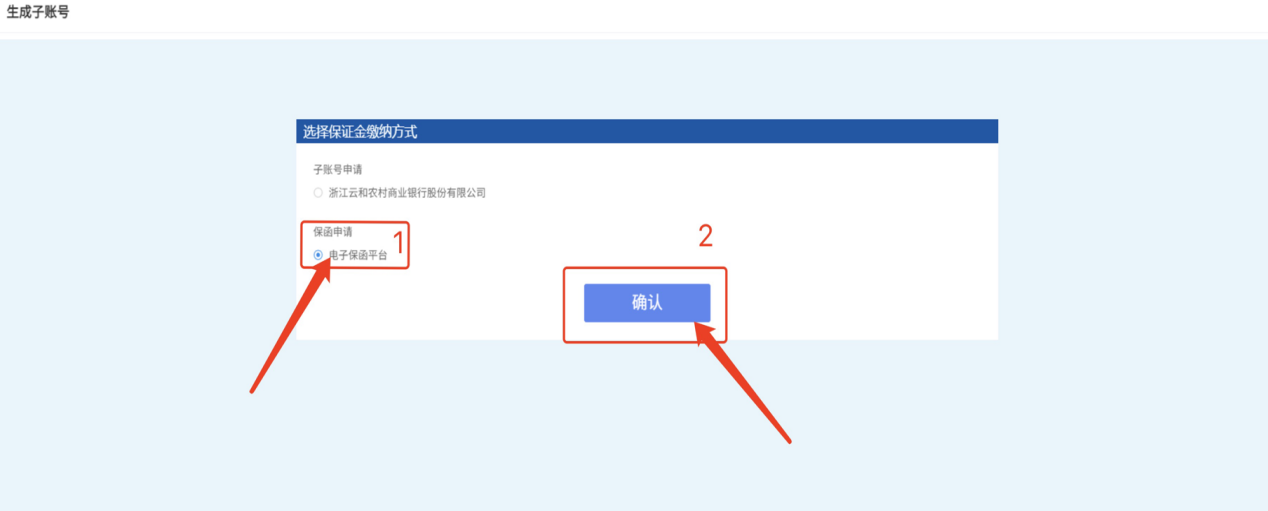 生成子账号
选择保证金缴纳方式
子账号申请
浙江云和农村商业银行股份有限公司
保函申请
1
电子保函平台
2
确认